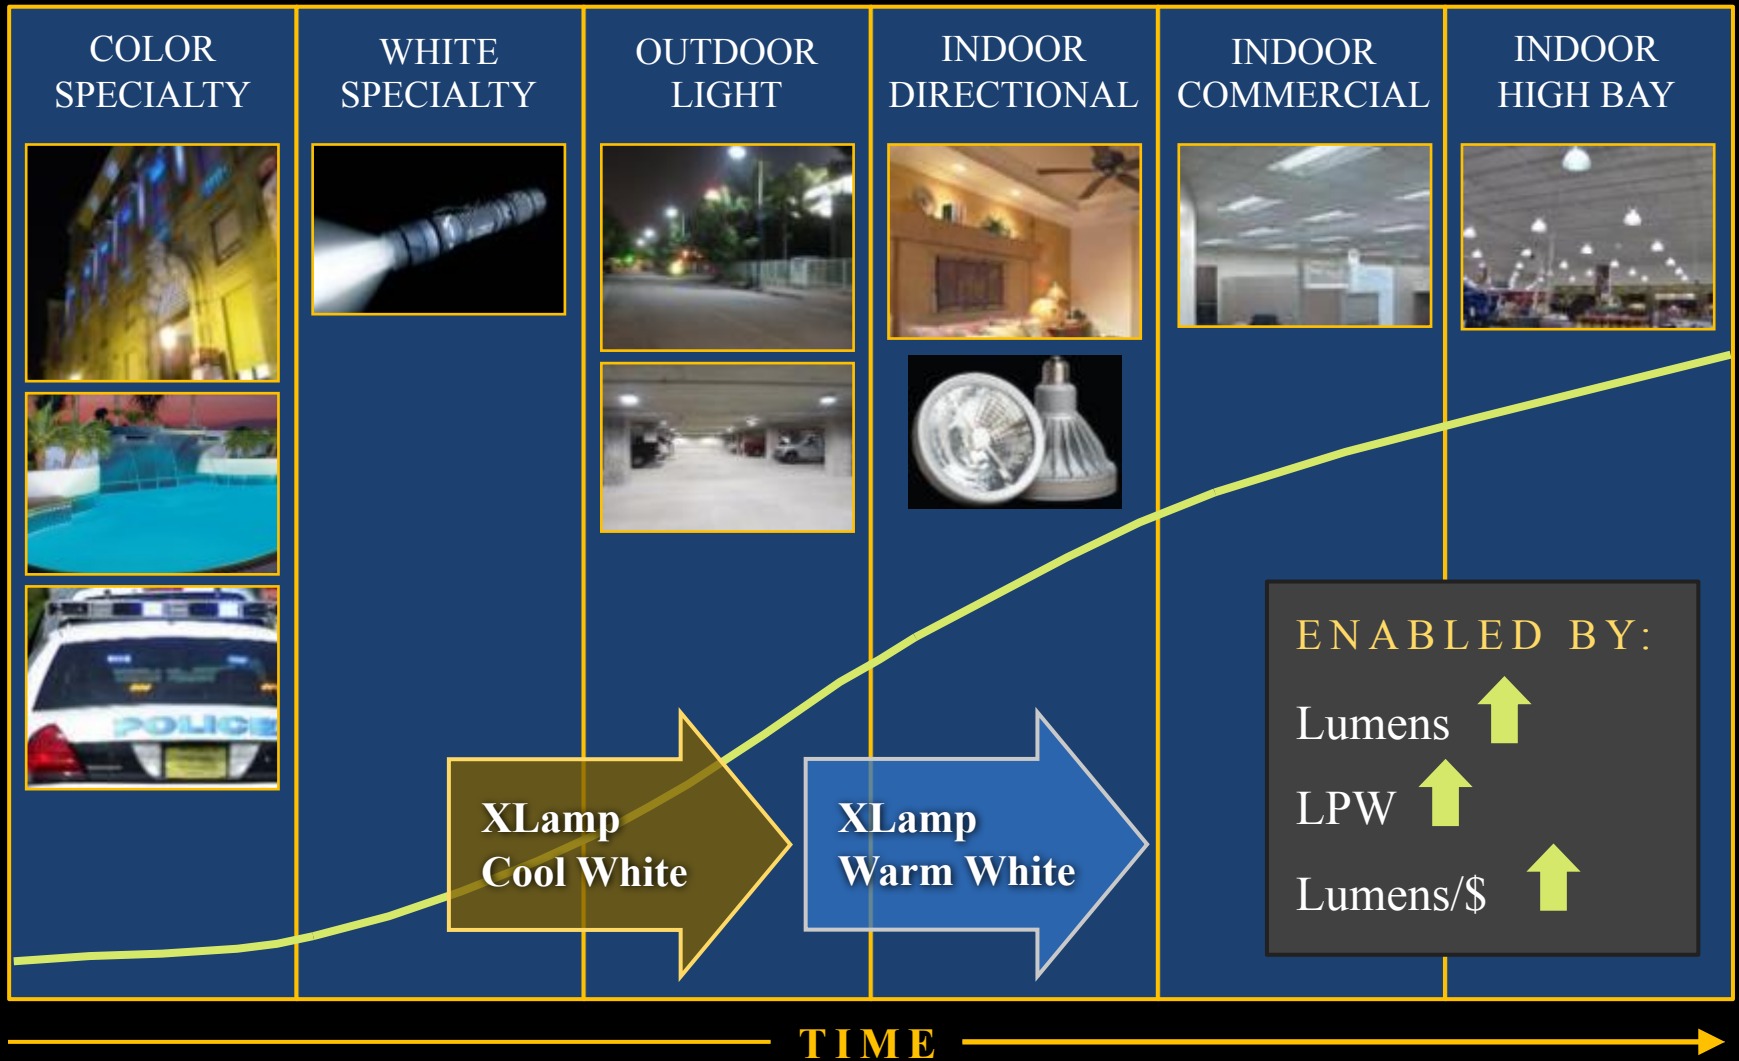 COLOR
SPECIALTY
WHITE
SPECIALTY
OUTDOOR
LIGHT
INDOOR
DIRECTIONAL
INDOOR
COMMERCIAL
INDOOR
HIGH BAY
POLICE
ENABLED BY:
Lumens
LPW
Lumens/$
XLamp
Cool White
XLamp
Warm White
TIME